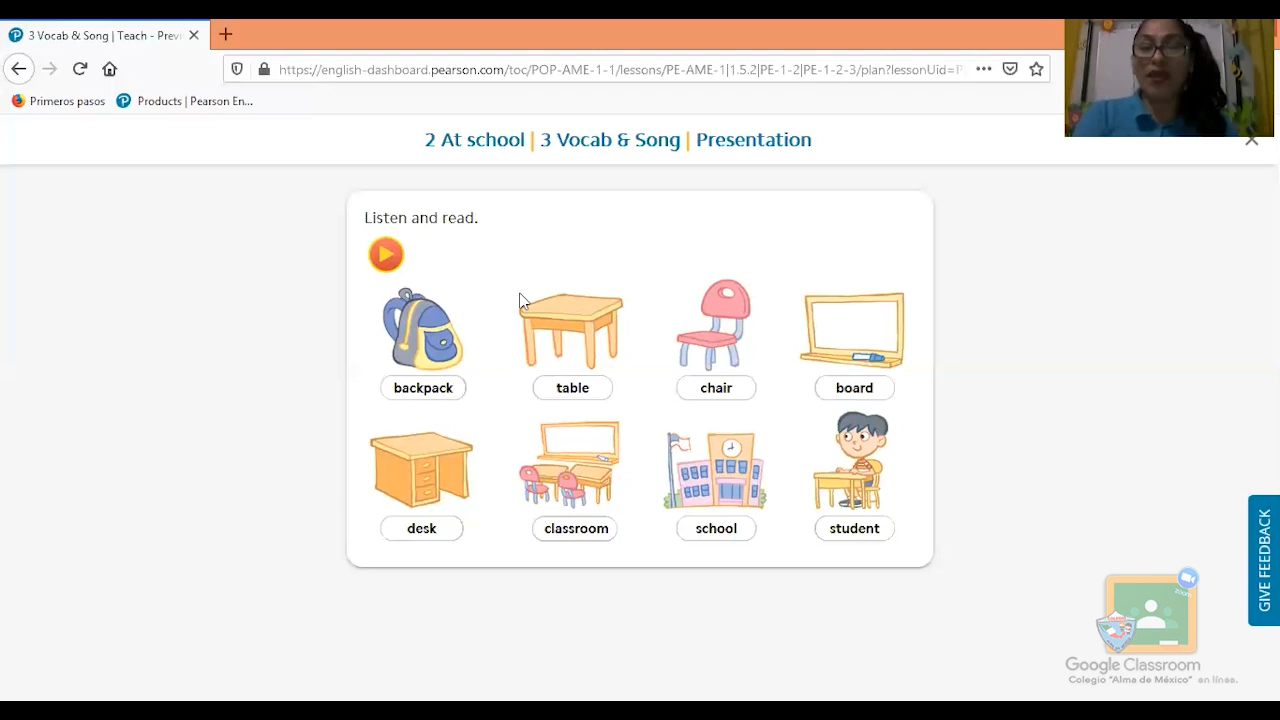 3 Vocab & Song | Teach - Previ
https://english-dashboard.pearson.com/toc/POP-AME-1-1/lessons/PE-AME-1|1.5.2|PE-1-2|PE-1-2-3/plan?lessonUid=P
Primeros pasos
Products | Pearson En...
2 At school | 3 Vocab & Song | Presentation
Listen and read.
backpack
table
chair
board
desk
classroom
school
student
GIVE FEEDBACK
zoom
Google Classroom
Colegio "Alma de México" en línea.